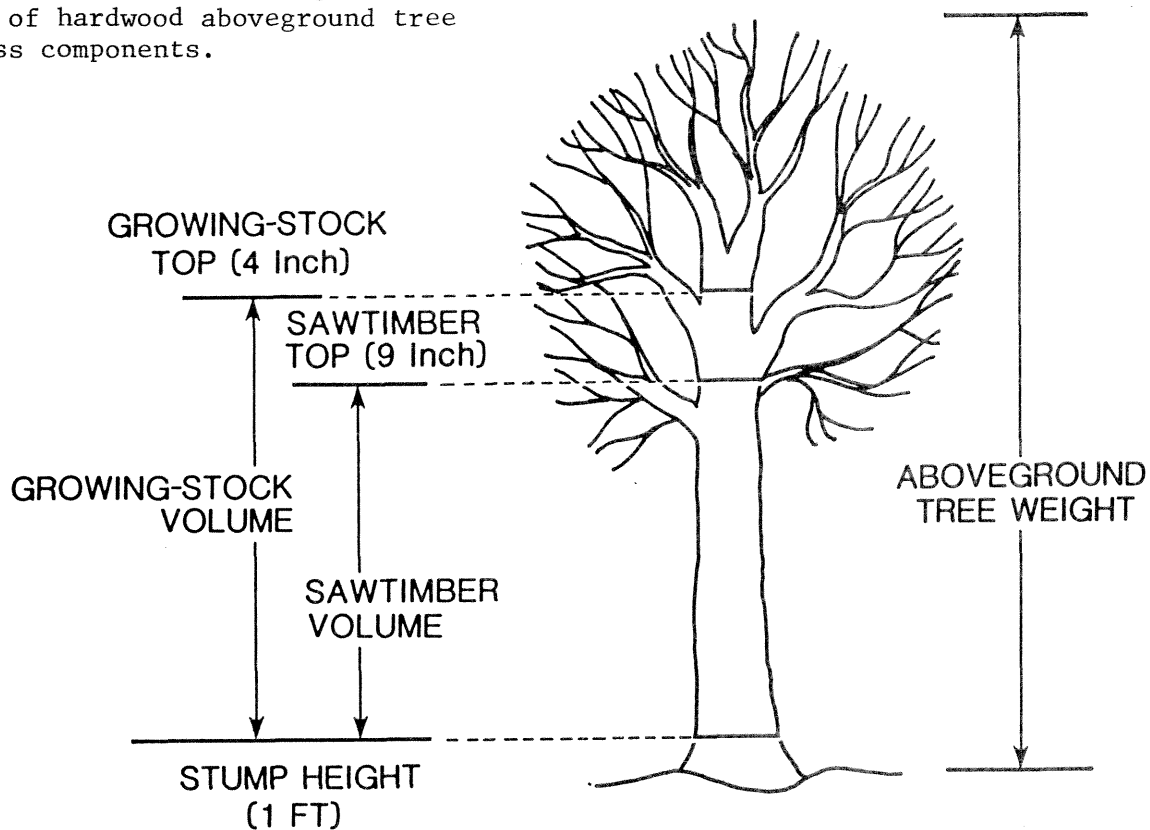 of hardwood aboveground tree
ss components.
GROWING-STOCK
TOP (4 Inch)
SAWTIMBER
TOP (9 Inch)
GROWING-STOCK
VOLUME
SAWTIMBER
VOLUME
ABOVEGROUND
TREE WEIGHT
STUMP HEIGHT
(1 FT)